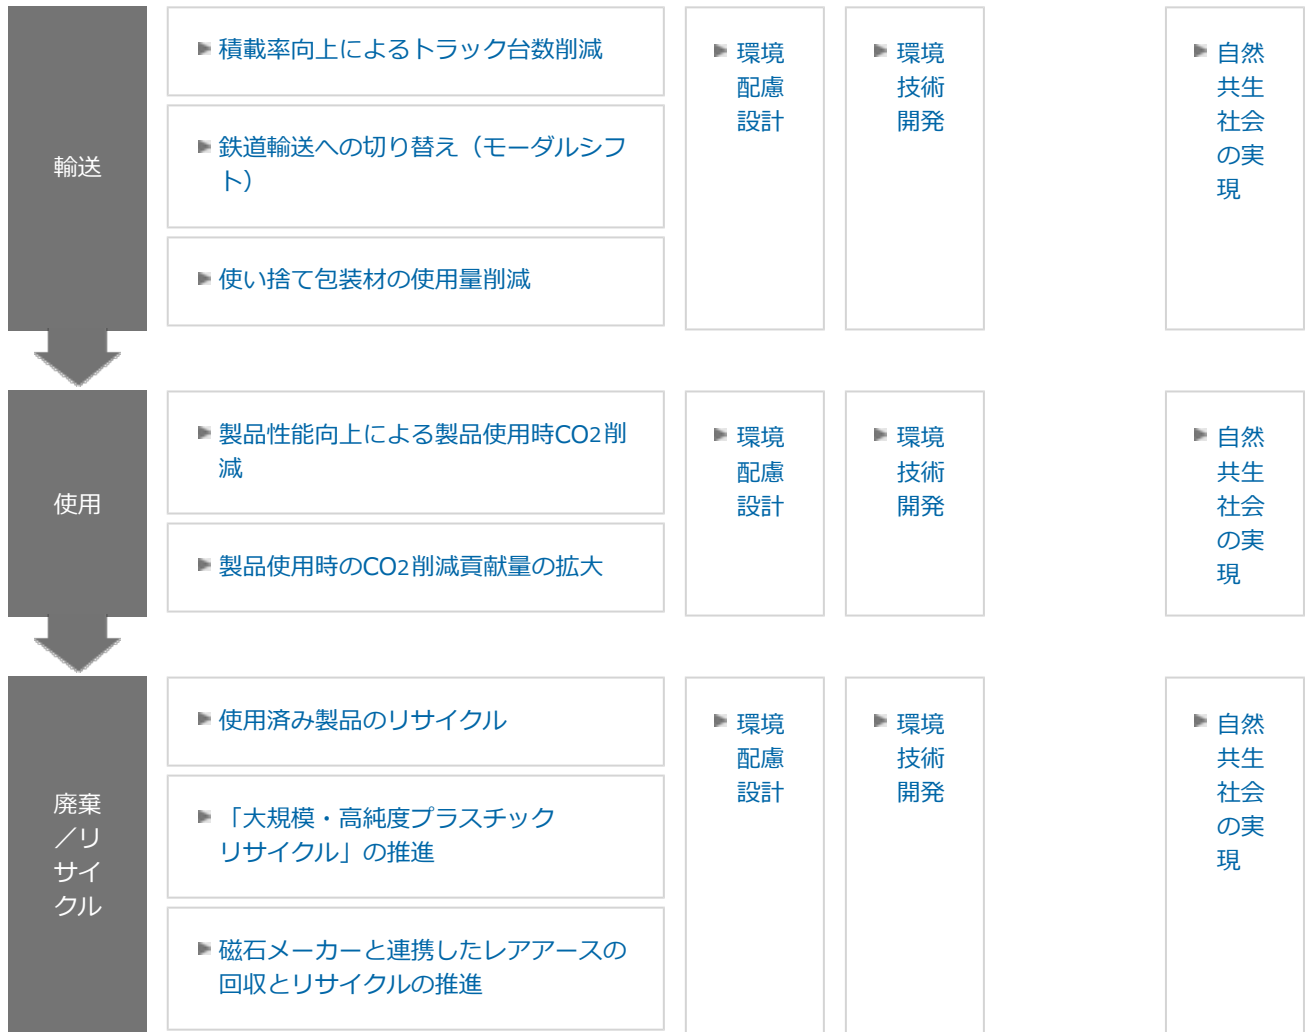 輸送
積載率向上によるトラック台数削減
鉄道輸送への切り替え（モーダルシフ
ト）
使い捨て包装材の使用量削減
環境
配慮
設計
環境
技術
開発
自然
共生
社会
の実
現
使用
製品性能向上による製品使用時CO2削
減
製品使用時のCO2削減貢献量の拡大
環境
配慮
設計
環境
技術
開発
自然
共生
社会
の実
現
廃棄
／リ
サイ
クル
使用済み製品のリサイクル
「大規模・高純度プラスチック
リサイクル」の推進
磁石メーカーと連携したレアアースの
回収とリサイクルの推進
環境
配慮
設計
環境
技術
開発
自然
共生
社会
の実
現